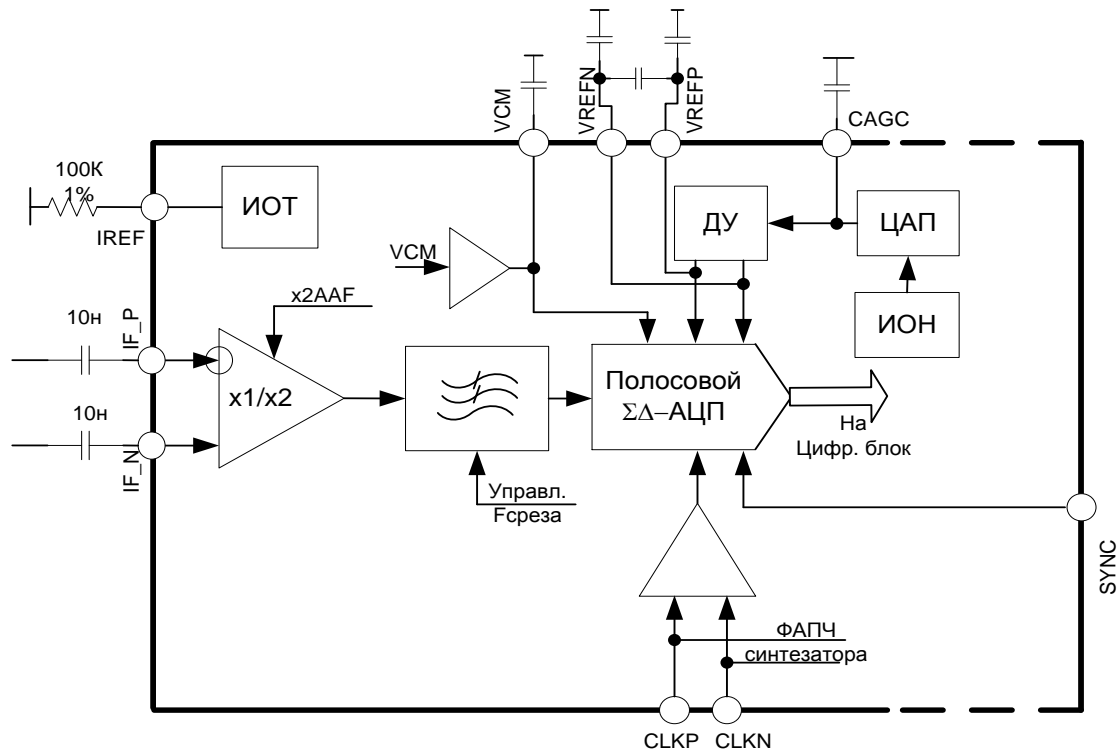 VCM
VREFN
VREFP
CAGC
100К
1%
IREF
ИОТ
ДУ
ЦАП
ИОН
VCM
x2AAF
10н
IF_P
x1/x2
10н
IF_N
Полосовой
ΣΔ–АЦП
На
Цифр. блок
Управл.
Fсреза
SYNC
ФАПЧ
синтезатора
CLKP
CLKN